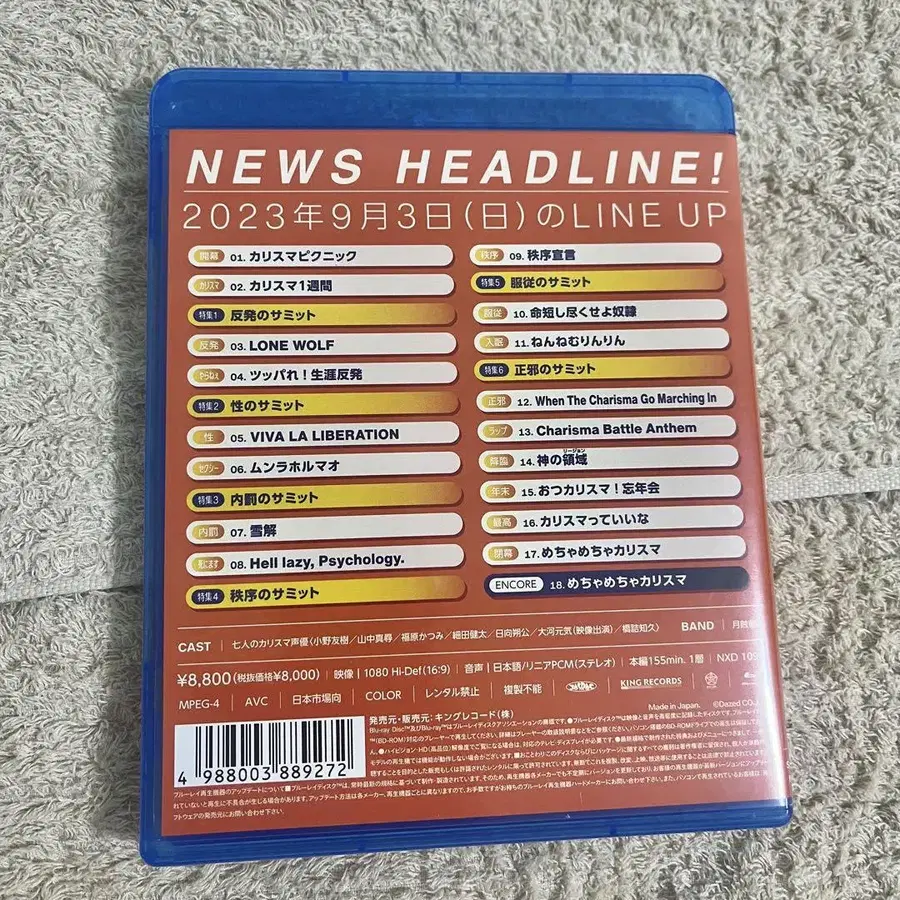 NEWS HEADLINE!
2023年9月3日(日)のLINE UP
開幕 01. カリスマピクニック
カリスマ 02. カリスマ1週間
特集1 反発のサミット
反発 03. LONE WOLF
やらねぇ 04. ツッパれ!生涯反発
特集2 性のサミット
性 05. VIVA LA LIBERATION
セクシー 06. ムンラホルマオ
特集3 内罰のサミット
内罰 07. 雪解
死にます 08. Hell lazy, Psychology.
特集4 秩序のサミット
秩序 09. 秩序宣言
特集5 服従のサミット
服従 10. 命短し尽くせよ奴隷
入眠 11. ねんねむりんりん
特集6 正邪のサミット
正邪 12. When The Charisma Go Marching In
ラップ 13. Charisma Battle Anthem
リージョン
降臨 14. 神の領域
年末 15. おつカリスマ!忘年会
最高 16. カリスマっていいな
閉幕 17. めちゃめちゃカリスマ
ENCORE 18. めちゃめちゃカリスマ
CAST 七人のカリスマ声優〈小野友樹/山中真尋/福原かつみ/細田健太/日向朔公/大河元気(映像出演)/橋詰知久〉 BAND 月
¥8,800(税抜価格¥8,000) 映像 1080 Hi-Def(16:9) 音声 日本語/リニアPCM(ステレオ) 本編155min. 1層 NXD 109
MPEG-4 AVC 日本市場向 COLOR レンタル禁止 複製不能 KING RECORDS
発売元・販売元:キングレコード(株) Made in Japan. ©Dazed CO.
4 988003 889272